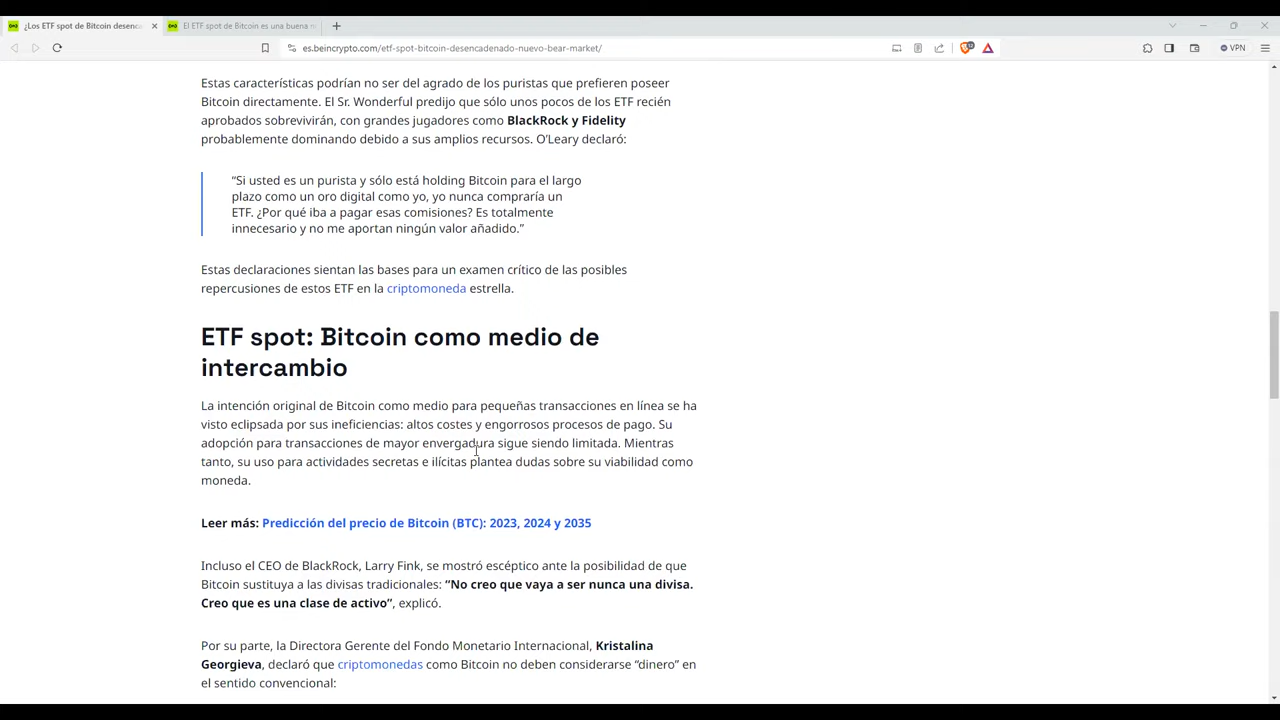 ¿Los ETF spot de Bitcoin desenca
El ETF spot de Bitcoin es una buena n
es.beincrypto.com/etf-spot-bitcoin-desencadenado-nuevo-bear-market/
VPN
Estas características podrían no ser del agrado de los puristas que prefieren poseer
Bitcoin directamente. El Sr. Wonderful predijo que sólo unos pocos de los ETF recién
aprobados sobrevivirán, con grandes jugadores como BlackRock y Fidelity
probablemente dominando debido a sus amplios recursos. O’Leary declaró:
“Si usted es un purista y sólo está holding Bitcoin para el largo
plazo como un oro digital como yo, yo nunca compraría un
ETF. ¿Por qué iba a pagar esas comisiones? Es totalmente
innecesario y no me aportan ningún valor añadido.”
Estas declaraciones sientan las bases para un examen crítico de las posibles
repercusiones de estos ETF en la criptomoneda estrella.
ETF spot: Bitcoin como medio de
intercambio
La intención original de Bitcoin como medio para pequeñas transacciones en línea se ha
visto eclipsada por sus ineficiencias: altos costes y engorrosos procesos de pago. Su
adopción para transacciones de mayor envergadura sigue siendo limitada. Mientras
tanto, su uso para actividades secretas e ilícitas plantea dudas sobre su viabilidad como
moneda.
Leer más: Predicción del precio de Bitcoin (BTC): 2023, 2024 y 2035
Incluso el CEO de BlackRock, Larry Fink, se mostró escéptico ante la posibilidad de que
Bitcoin sustituya a las divisas tradicionales: “No creo que vaya a ser nunca una divisa.
Creo que es una clase de activo”, explicó.
Por su parte, la Directora Gerente del Fondo Monetario Internacional, Kristalina
Georgieva, declaró que criptomonedas como Bitcoin no deben considerarse “dinero” en
el sentido convencional: